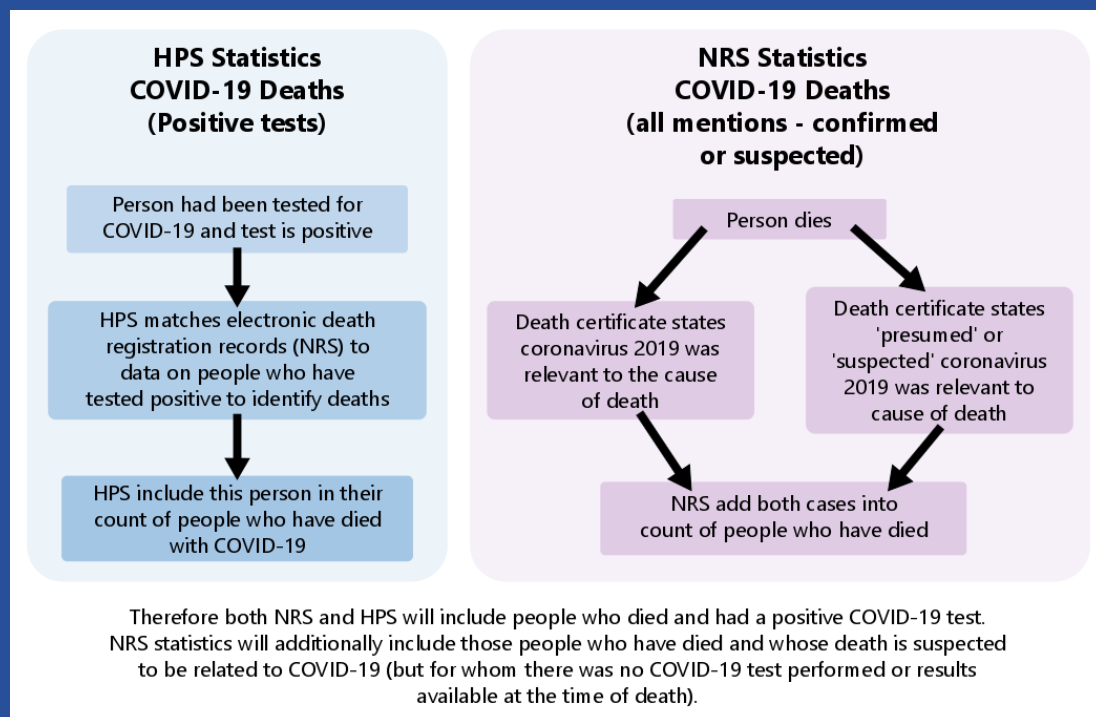 HPS Statistics
COVID-19 Deaths
(Positive tests)
Person had been tested for
COVID-19 and test is positive
HPS matches electronic death
registration records (NRS) to
data on people who have
tested positive to identify deaths
HPS include this person in their
count of people who have died
with COVID-19
NRS Statistics
COVID-19 Deaths
(all mentions - confirmed
or suspected)
Person dies
Death certificate states
coronavirus 2019 was
relevant to the cause
of death
Death certificate states
'presumed' or
'suspected' coronavirus
2019 was relevant to
cause of death
NRS add both cases into
count of people who have died
Therefore both NRS and HPS will include people who died and had a positive COVID-19 test.
NRS statistics will additionally include those people who have died and whose death is suspected
to be related to COVID-19 (but for whom there was no COVID-19 test performed or results
available at the time of death).